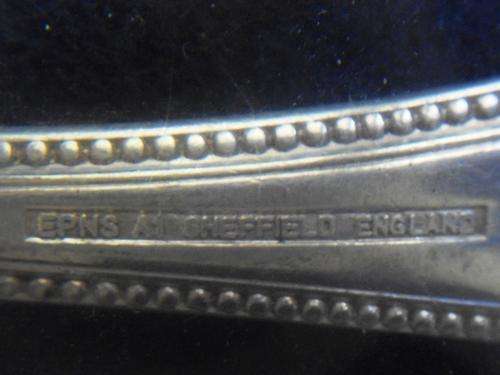 EPNS A1 SHEFFIELD ENGLAND